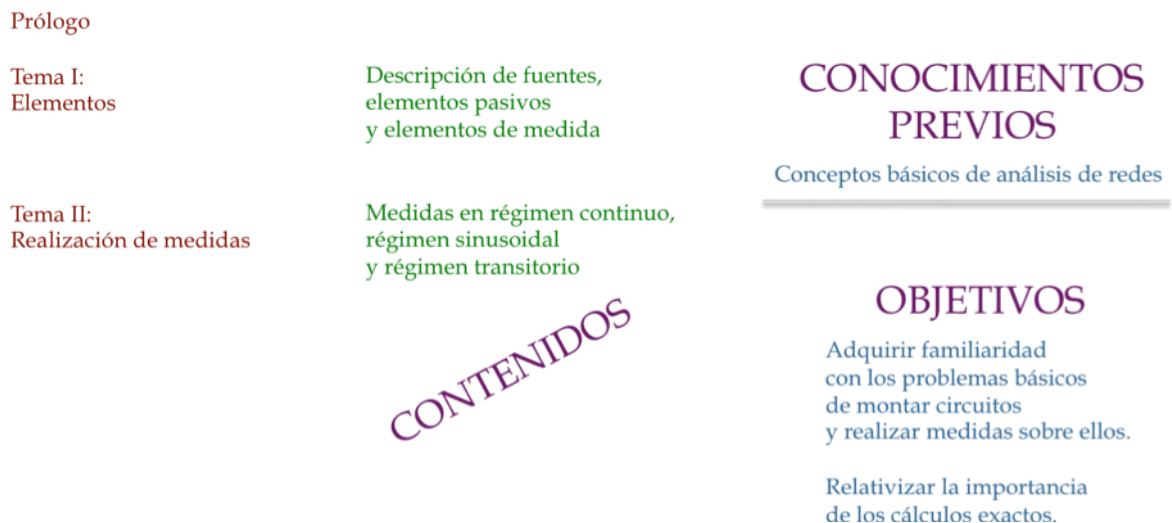 Prólogo
Tema I:
Elementos
Descripción de fuentes,
elementos pasivos
y elementos de medida
Tema II:
Realización de medidas
Medidas en régimen continuo,
régimen sinusoidal
y régimen transitorio
CONTENIDOS
CONOCIMIENTOS
PREVIOS
Conceptos básicos de análisis de redes
OBJETIVOS
Adquirir familiaridad
con los problemas básicos
de montar circuitos
y realizar medidas sobre ellos.
Relativizar la importancia
de los cálculos exactos.